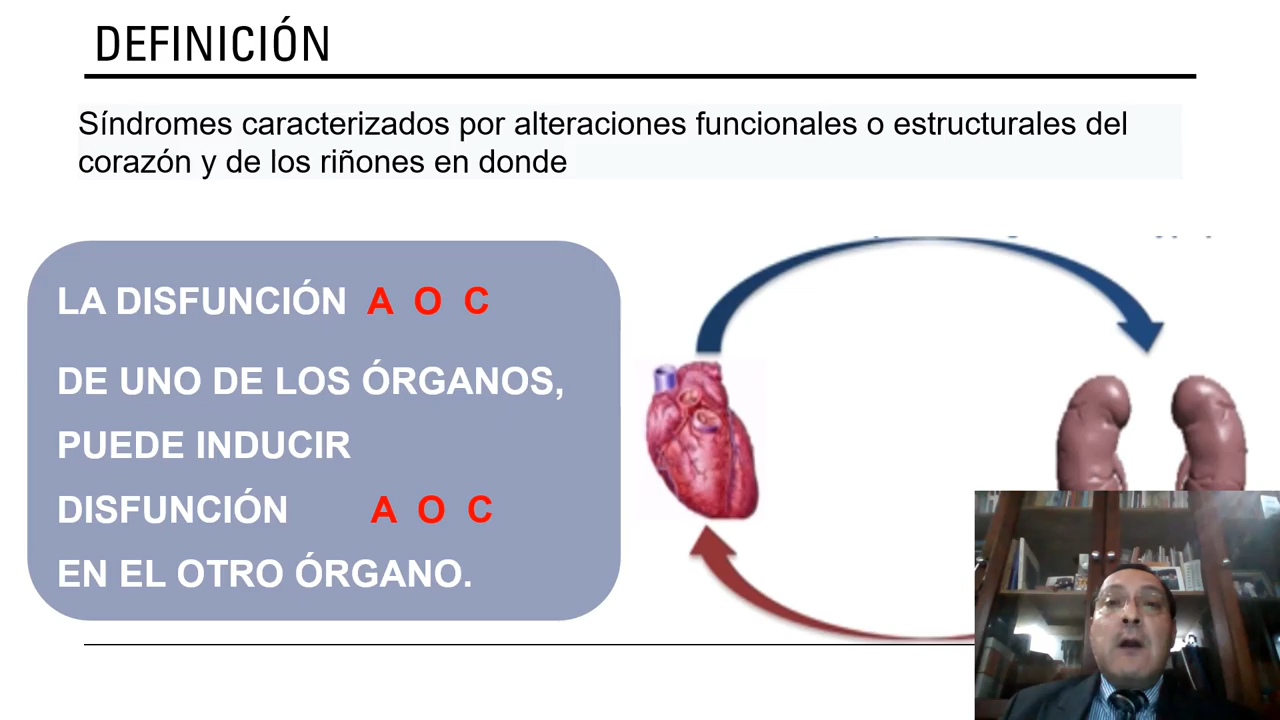 DEFINICIÓN
Síndromes caracterizados por alteraciones funcionales o estructurales del
corazón y de los riñones en donde
LA DISFUNCIÓN A O C
DE UNO DE LOS ÓRGANOS,
PUEDE INDUCIR
DISFUNCIÓN A O C
EN EL OTRO ÓRGANO.